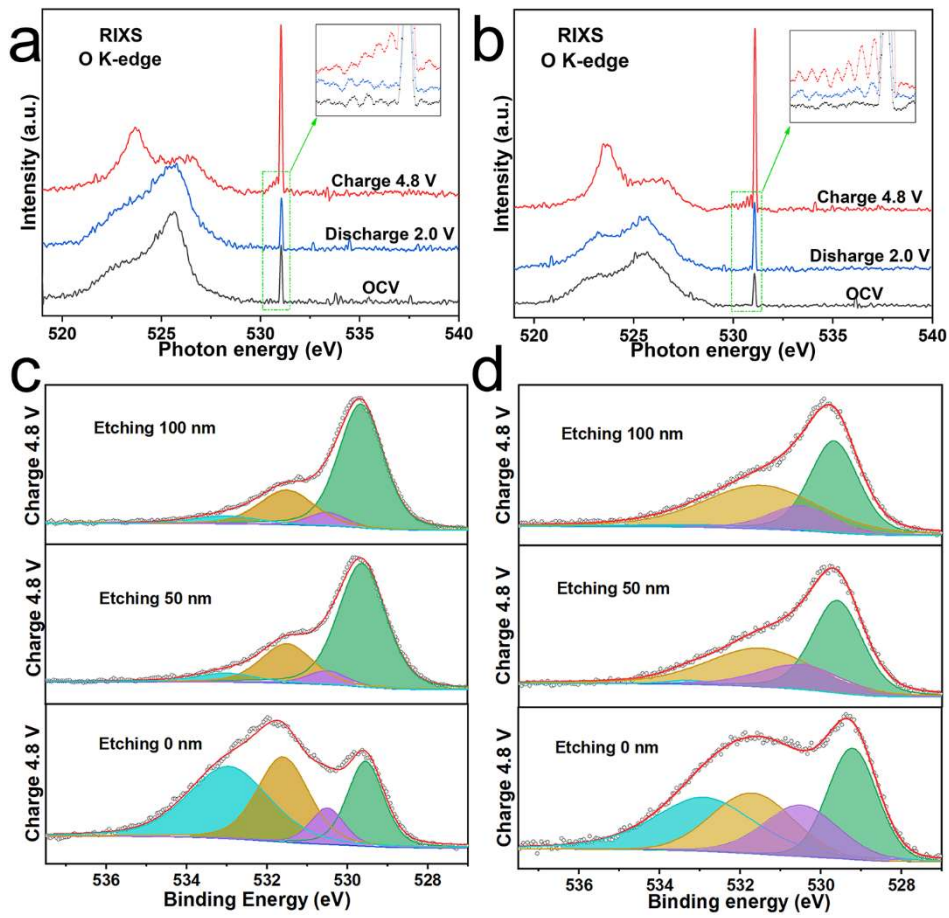 a
RIXS
O K-edge
Intensity (a.u.)
Charge 4.8 V
Discharge 2.0 V
OCV
520 525 530 535 540
Photon energy (eV)
b
RIXS
O K-edge
Intensity (a.u.)
Charge 4.8 V
Disharge 2.0 V
OCV
520 525 530 535 540
Photon energy (eV)
c
Charge 4.8 V
Etching 100 nm
Charge 4.8 V
Etching 50 nm
Charge 4.8 V
Etching 0 nm
536 534 532 530 528
Binding Energy (eV)
d
Charge 4.8 V
Etching 100 nm
Charge 4.8 V
Etching 50 nm
Charge 4.8 V
Etching 0 nm
536 534 532 530 528
Binding energy (eV)